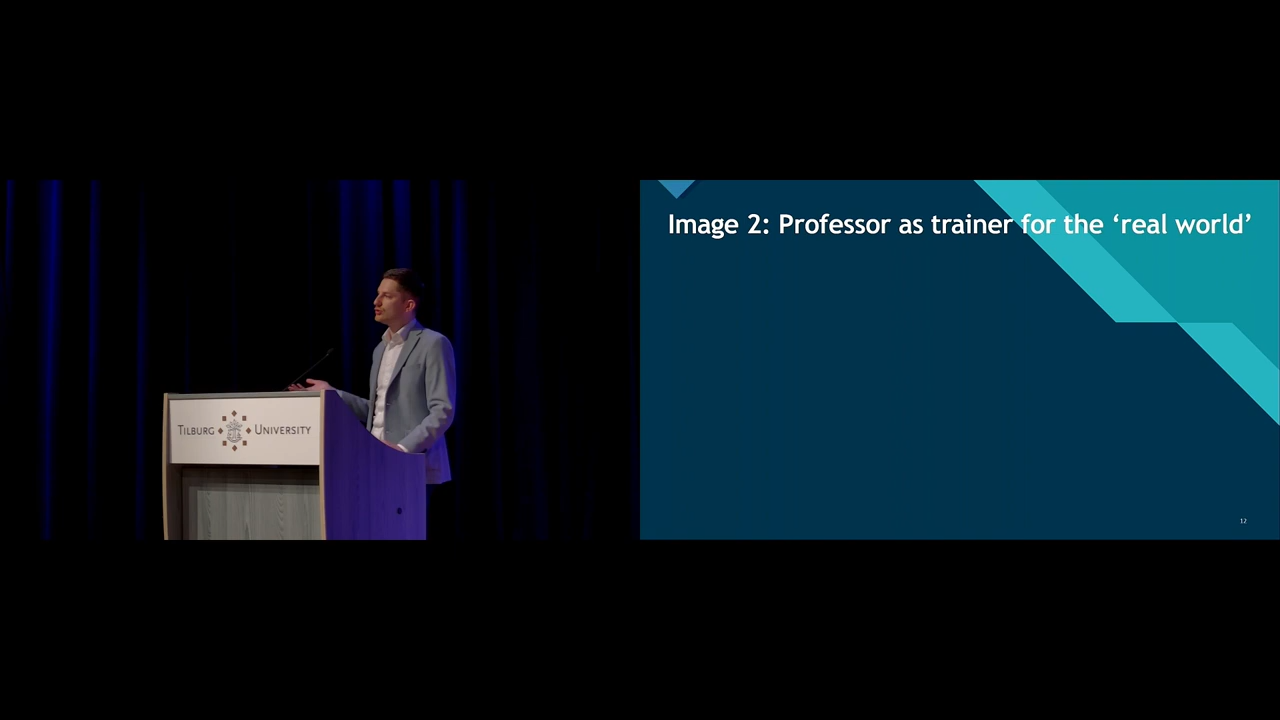 TILBURG UNIVERSITY
Image 2: Professor as trainer for the ‘real world’
12